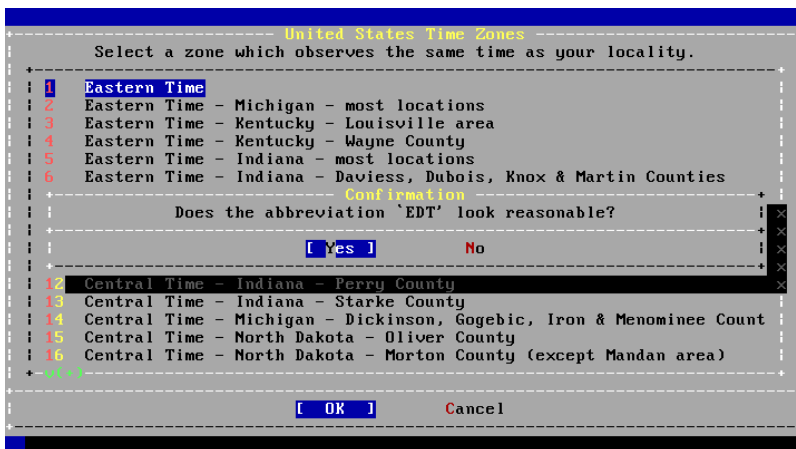 United States Time Zones
Select a zone which observes the same time as your locality.
1 Eastern Time
2 Eastern Time - Michigan - most locations
3 Eastern Time - Kentucky - Louisville area
4 Eastern Time - Kentucky - Wayne County
5 Eastern Time - Indiana - most locations
6 Eastern Time - Indiana - Daviess, Dubois, Knox & Martin Counties
Confirmation
Does the abbreviation `EDT' look reasonable?
[ Yes ] No
12 Central Time - Indiana - Perry County
13 Central Time - Indiana - Starke County
14 Central Time - Michigan - Dickinson, Gogebic, Iron & Menominee Count
15 Central Time - North Dakota - Oliver County
16 Central Time - North Dakota - Morton County (except Mandan area)
v(+)
[ OK ] Cancel